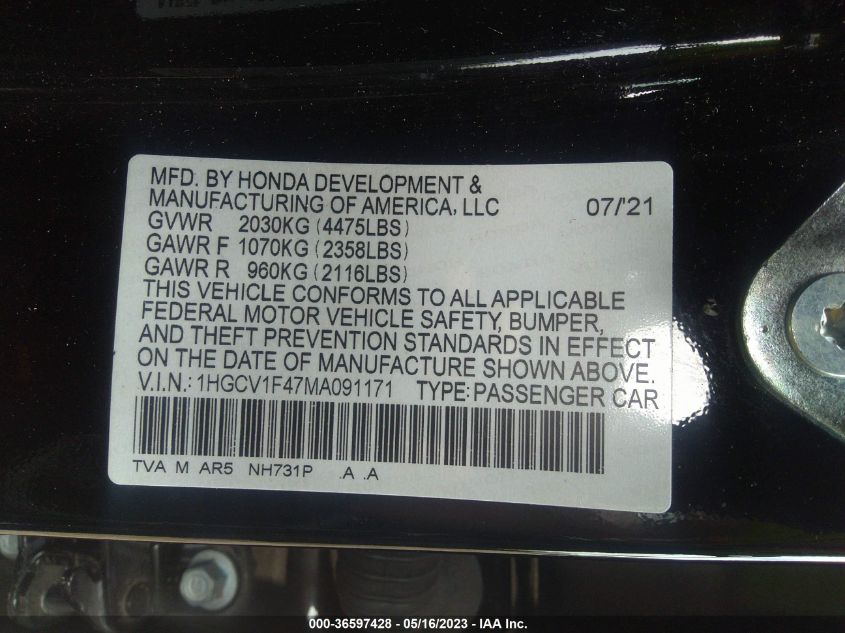 MFD. BY HONDA DEVELOPMENT &
MANUFACTURING OF AMERICA, LLC 07/'21
GVWR 2030KG (4475LBS)
GAWR F 1070KG (2358LBS)
GAWR R 960KG (2116LBS)
THIS VEHICLE CONFORMS TO ALL APPLICABLE
FEDERAL MOTOR VEHICLE SAFETY, BUMPER,
AND THEFT PREVENTION STANDARDS IN EFFECT
ON THE DATE OF MANUFACTURE SHOWN ABOVE.
V.I.N.: 1HGCV1F47MA091171 TYPE: PASSENGER CAR
TVA M AR5 NH731P .A .A
000-36597428 - 05/16/2023 - IAA Inc.